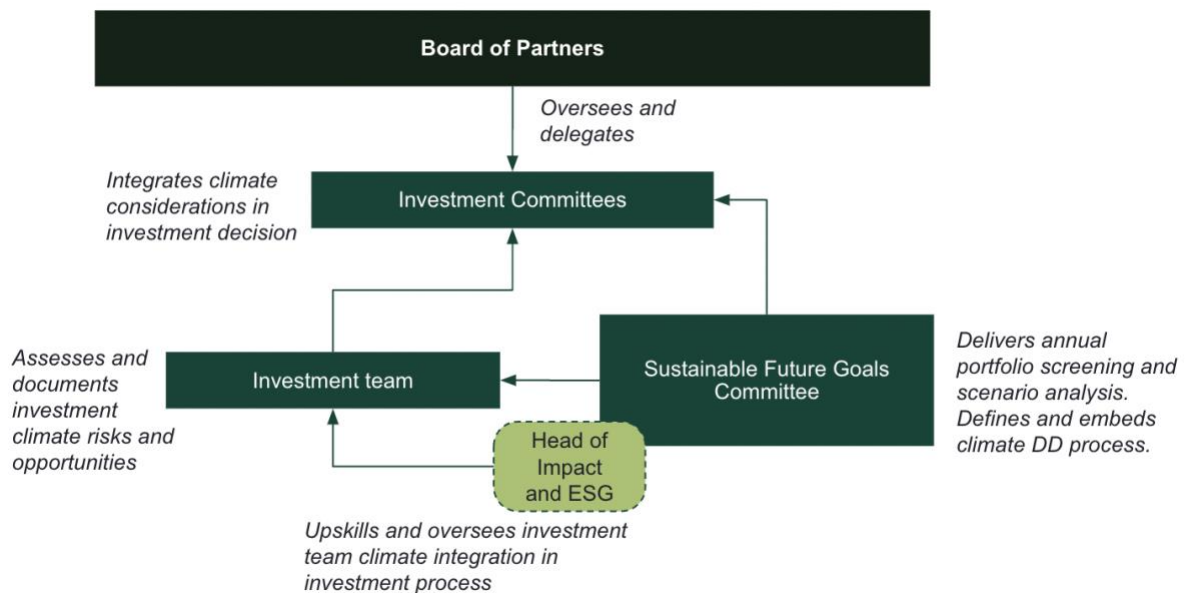 Board of Partners
Oversees and
delegates
Integrates climate
considerations in
investment decision
Investment Committees
Assesses and
documents
investment
climate risks and
opportunities
Investment team
Sustainable Future Goals
Committee
Delivers annual
portfolio screening and
scenario analysis.
Defines and embeds
climate DD process.
Head of
Impact
and ESG
Upskills and oversees investment
team climate integration in
investment process